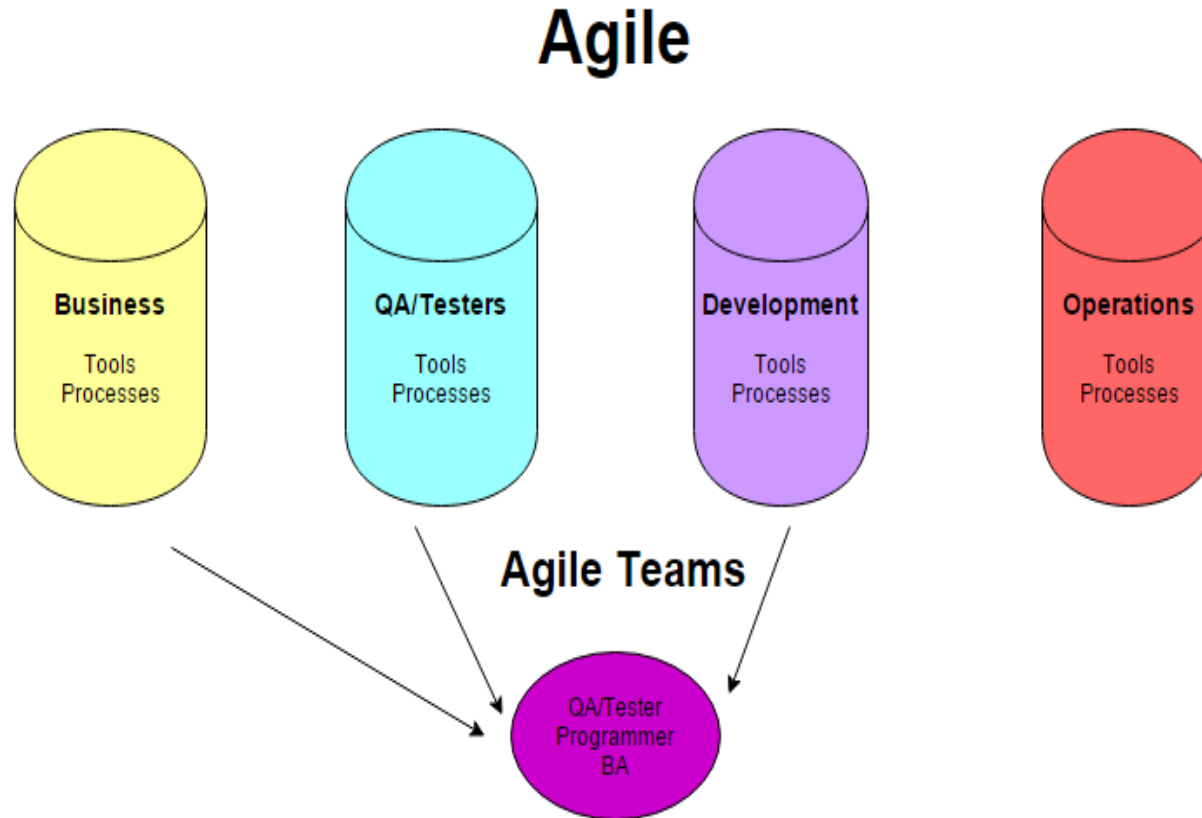 Agile
Business
Tools
Processes
QA/Testers
Tools
Processes
Development
Tools
Processes
Operations
Tools
Processes
Agile Teams
QA/Tester
Programmer
BA